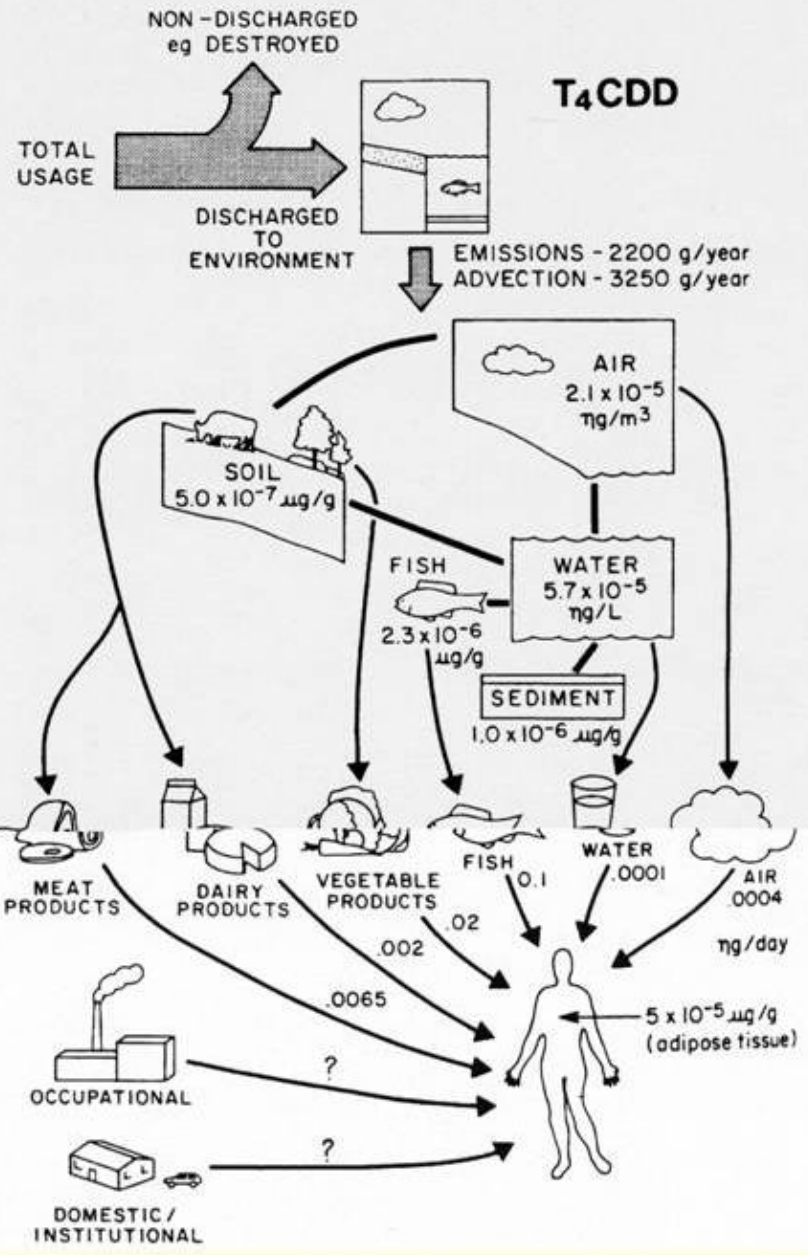 NON-DISCHARGED
eg DESTROYED
T₄CDD
TOTAL
USAGE
DISCHARGED
TO
ENVIRONMENT
EMISSIONS - 2200 g/year
ADVECTION - 3250 g/year
AIR
2.1 x 10⁻⁵
ηg/m³
SOIL
5.0 x 10⁻⁷ µg/g
FISH
2.3 x 10⁻⁶
µg/g
WATER
5.7 x 10⁻⁵
ηg/L
SEDIMENT
1.0 x 10⁻⁶ µg/g
MEAT
PRODUCTS
DAIRY
PRODUCTS
VEGETABLE
PRODUCTS
FISH
WATER
AIR
0.1
.0001
.0004
.02
.002
.0065
ηg/day
5 x 10⁻⁵ µg/g
(adipose tissue)
OCCUPATIONAL
?
DOMESTIC/
INSTITUTIONAL
?